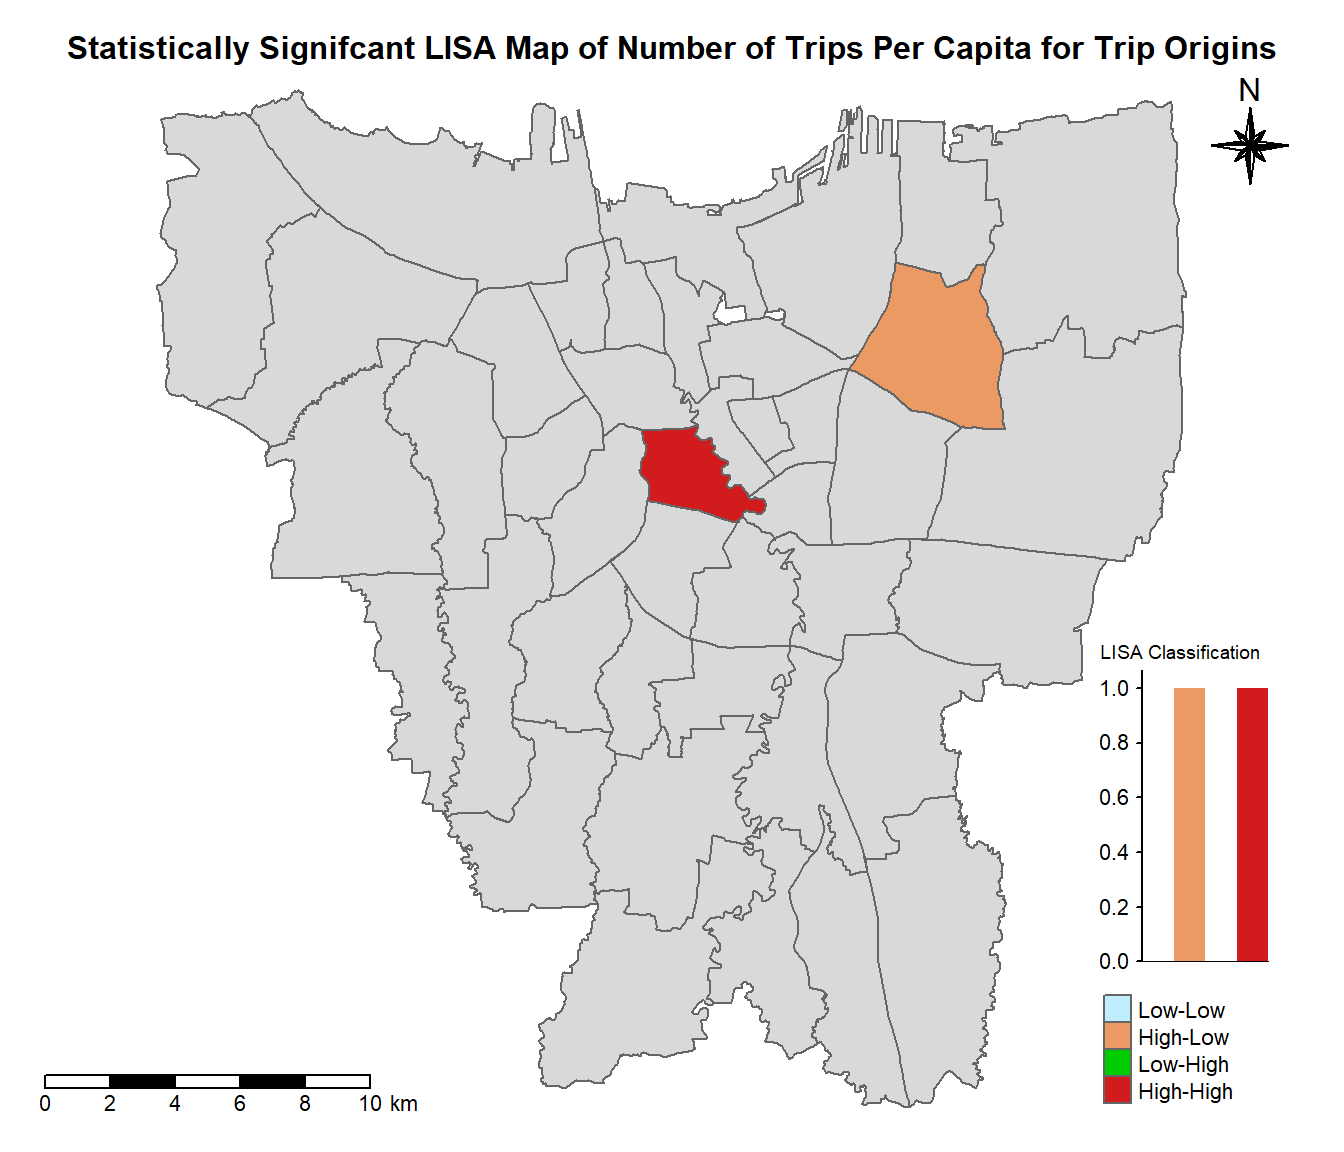 Statistically Signifcant LISA Map of Number of Trips Per Capita for Trip Origins
N
LISA Classification
1.0
0.8
0.6
0.4
0.2
0.0
Low-Low
High-Low
Low-High
High-High
0 2 4 6 8 10 km